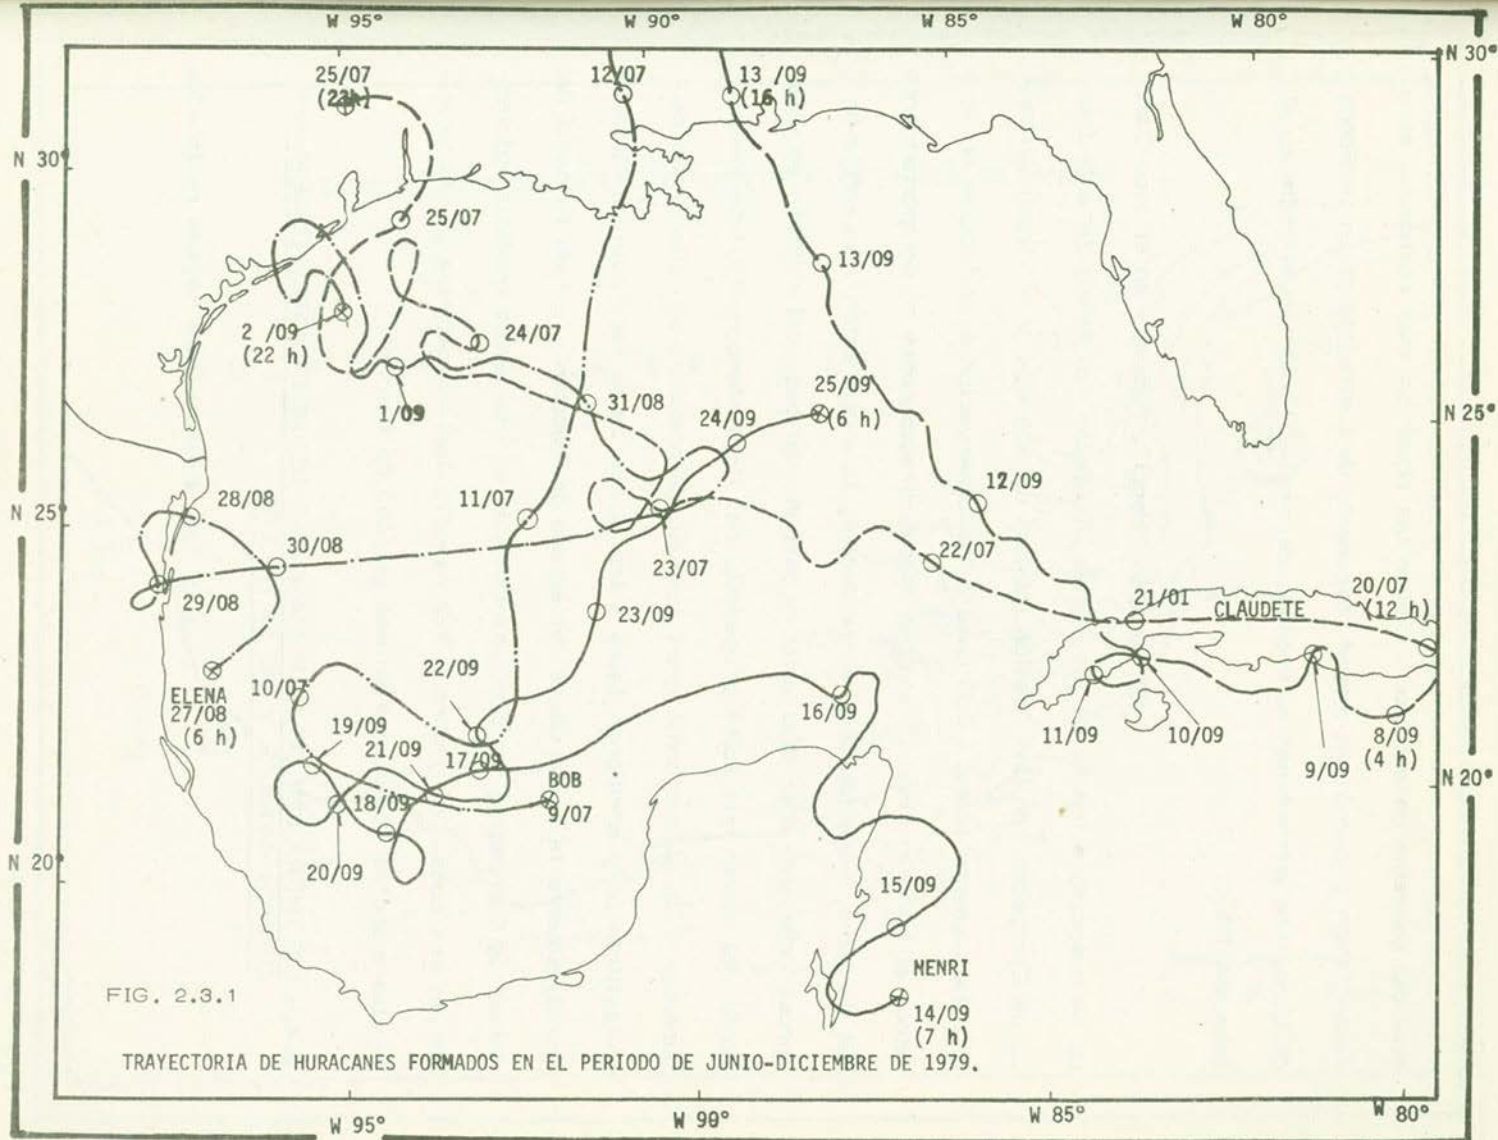 W 95°
W 90°
W 85°
W 80°
N 30°
25/07
(23h)
12/07
13 /09
(16 h)
N 30°
25/07
13/09
24/07
2 /09
(22 h)
1/09
31/08
25/09
(6 h)
24/09
N 25°
28/08
11/07
12/09
N 25°
30/08
23/07
22/07
29/08
23/09
21/01
CLAUDETE
20/07
(12 h)
22/09
ELENA
27/08
(6 h)
10/07
19/09
21/09
17/09
16/09
11/09
10/09
9/09
8/09
(4 h)
BOB
9/07
18/09
N 20°
N 20°
20/09
15/09
HENRI
14/09
(7 h)
FIG. 2.3.1
TRAYECTORIA DE HURACANES FORMADOS EN EL PERIODO DE JUNIO-DICIEMBRE DE 1979.
W 95°
W 99°
W 85°
W 80°